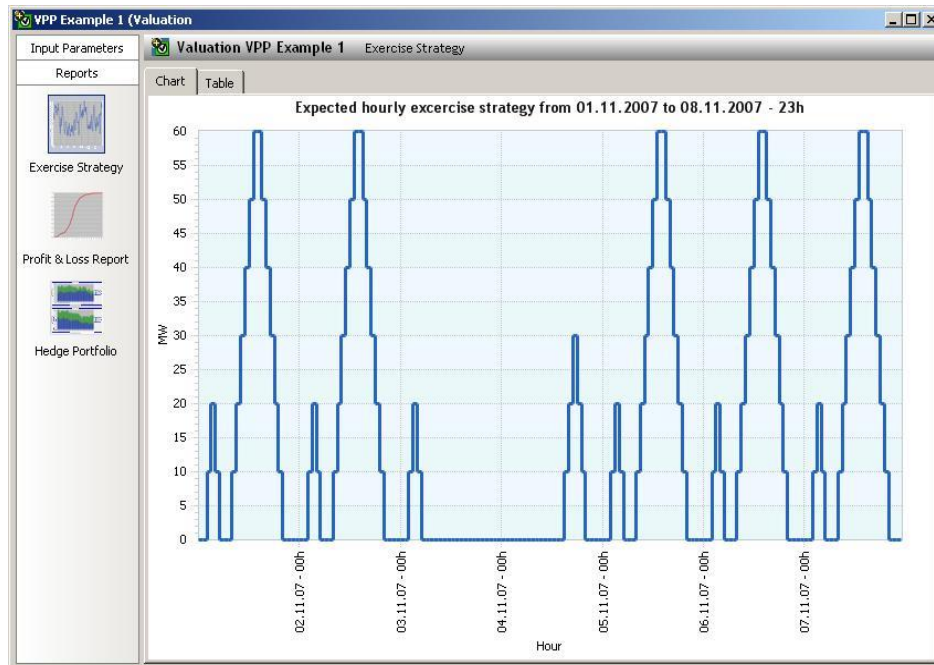 VPP Example 1 (Valuation
Input Parameters
Reports
Exercise Strategy
Profit & Loss Report
Hedge Portfolio
Valuation VPP Example 1 Exercise Strategy
Chart Table
Expected hourly excercise strategy from 01.11.2007 to 08.11.2007 - 23h
60
55
50
45
40
35
30
25
20
15
10
5
0
MW
02.11.07 - 00h
03.11.07 - 00h
04.11.07 - 00h
05.11.07 - 00h
06.11.07 - 00h
07.11.07 - 00h
Hour